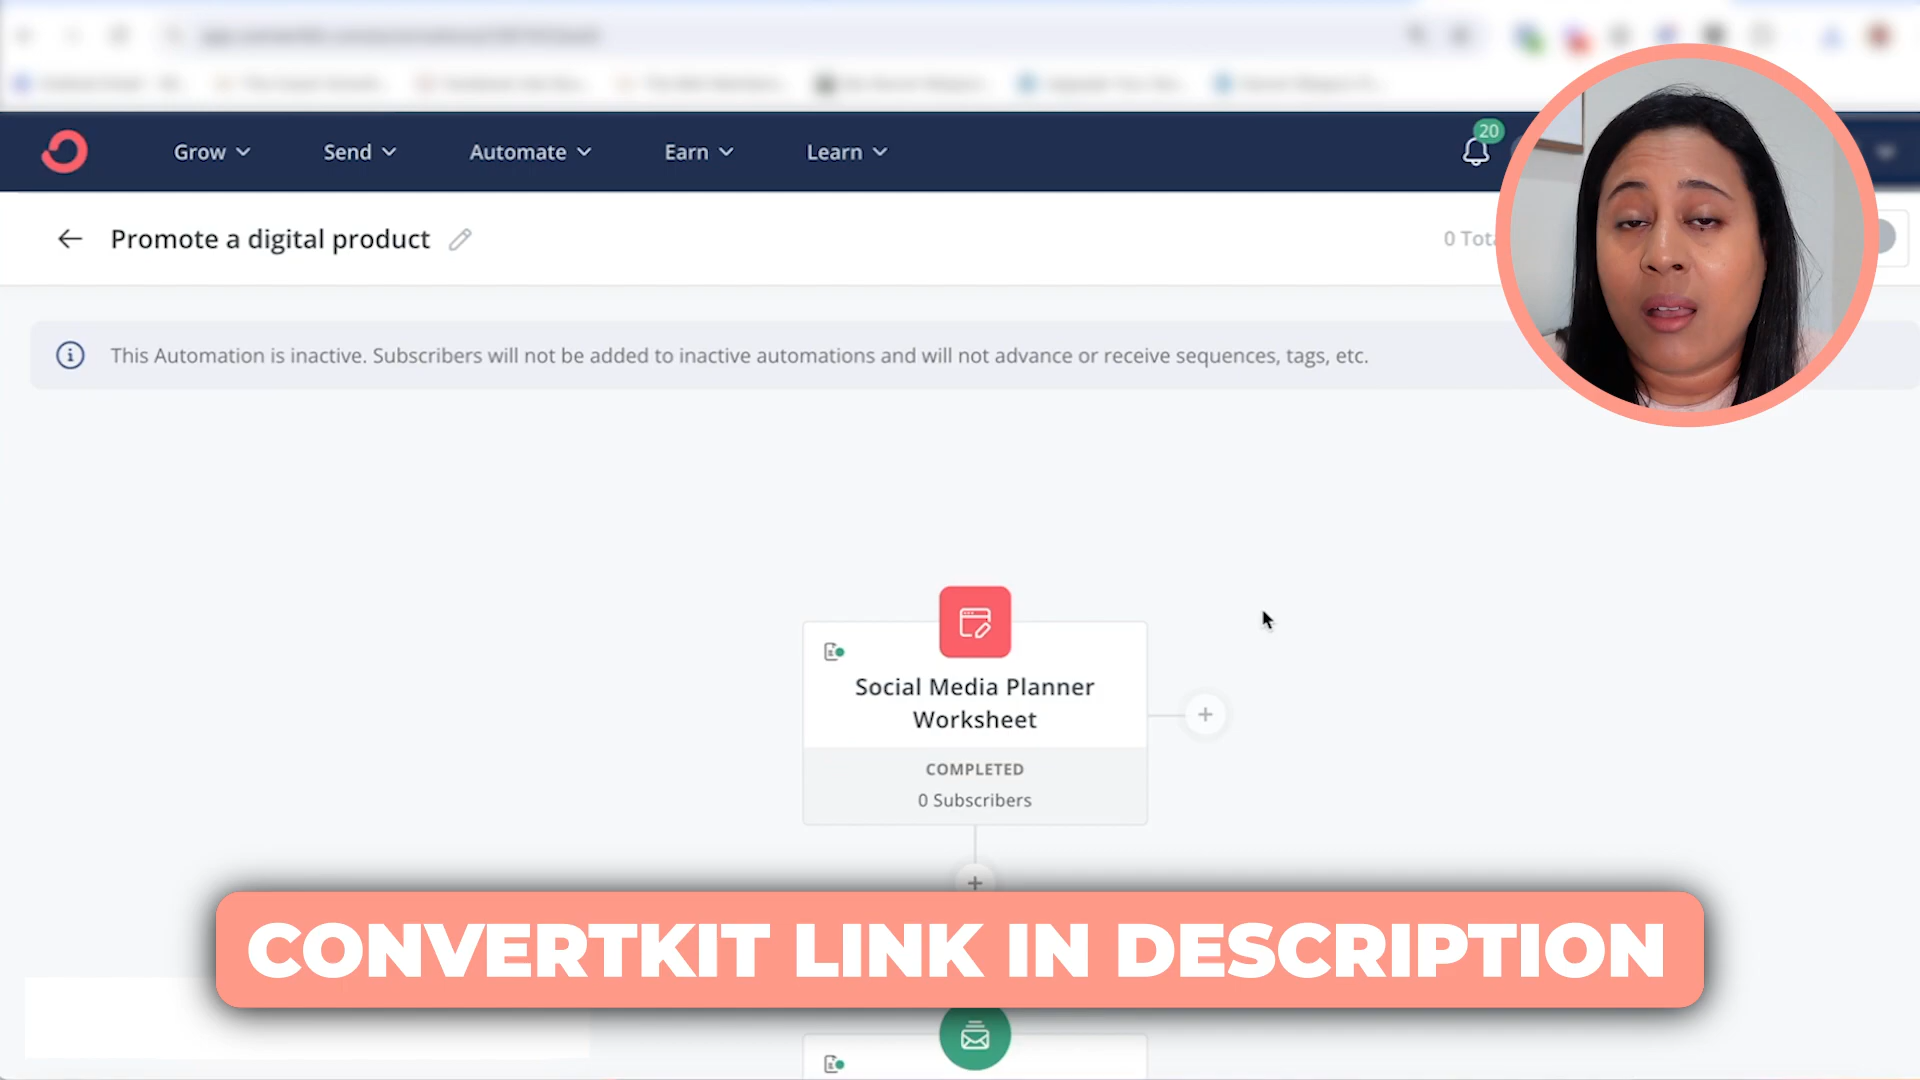 Grow
Send
Automate
Earn
Learn
20
Promote a digital product
0 Tota
This Automation is inactive. Subscribers will not be added to inactive automations and will not advance or receive sequences, tags, etc.
Social Media Planner
Worksheet
COMPLETED
0 Subscribers
CONVERTKIT LINK IN DESCRIPTION